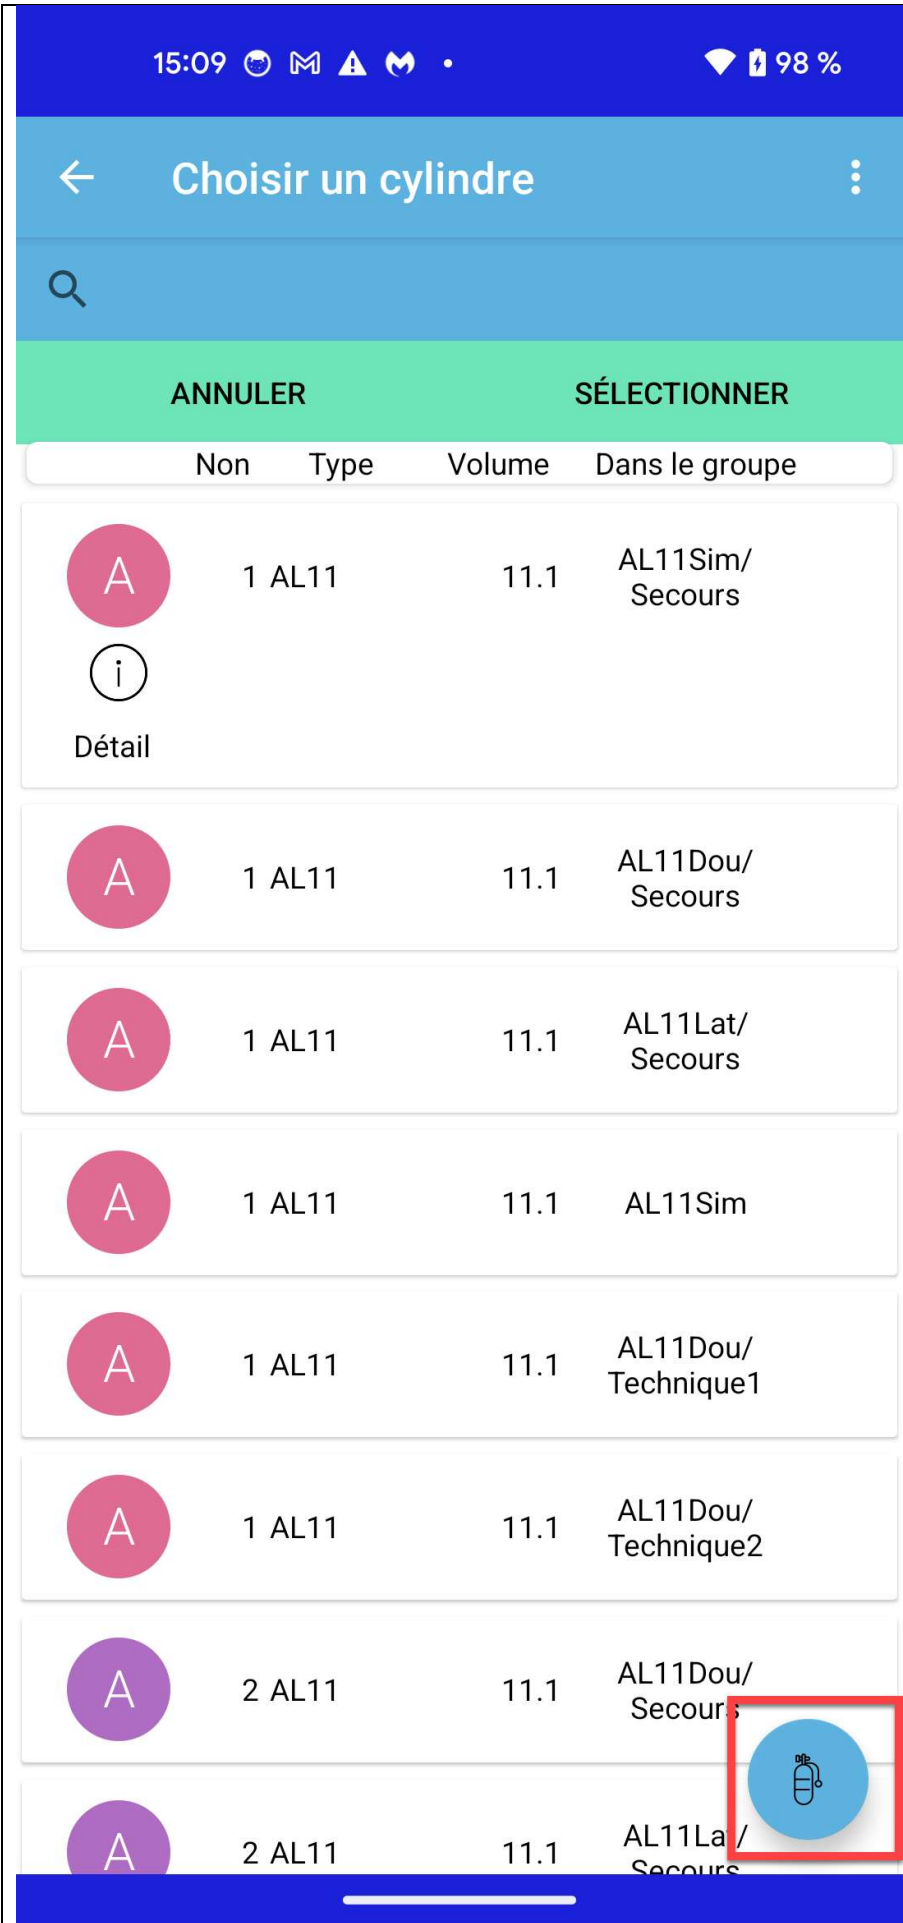 15:09 98 %
Choisir un cylindre
ANNULER SÉLECTIONNER
Non Type Volume Dans le groupe
A 1 AL11 11.1 AL11Sim/
Secours
i
Détail
A 1 AL11 11.1 AL11Dou/
Secours
A 1 AL11 11.1 AL11Lat/
Secours
A 1 AL11 11.1 AL11Sim
A 1 AL11 11.1 AL11Dou/
Technique1
A 1 AL11 11.1 AL11Dou/
Technique2
A 2 AL11 11.1 AL11Dou/
Secours
A 2 AL11 11.1 AL11Lat/
Secours